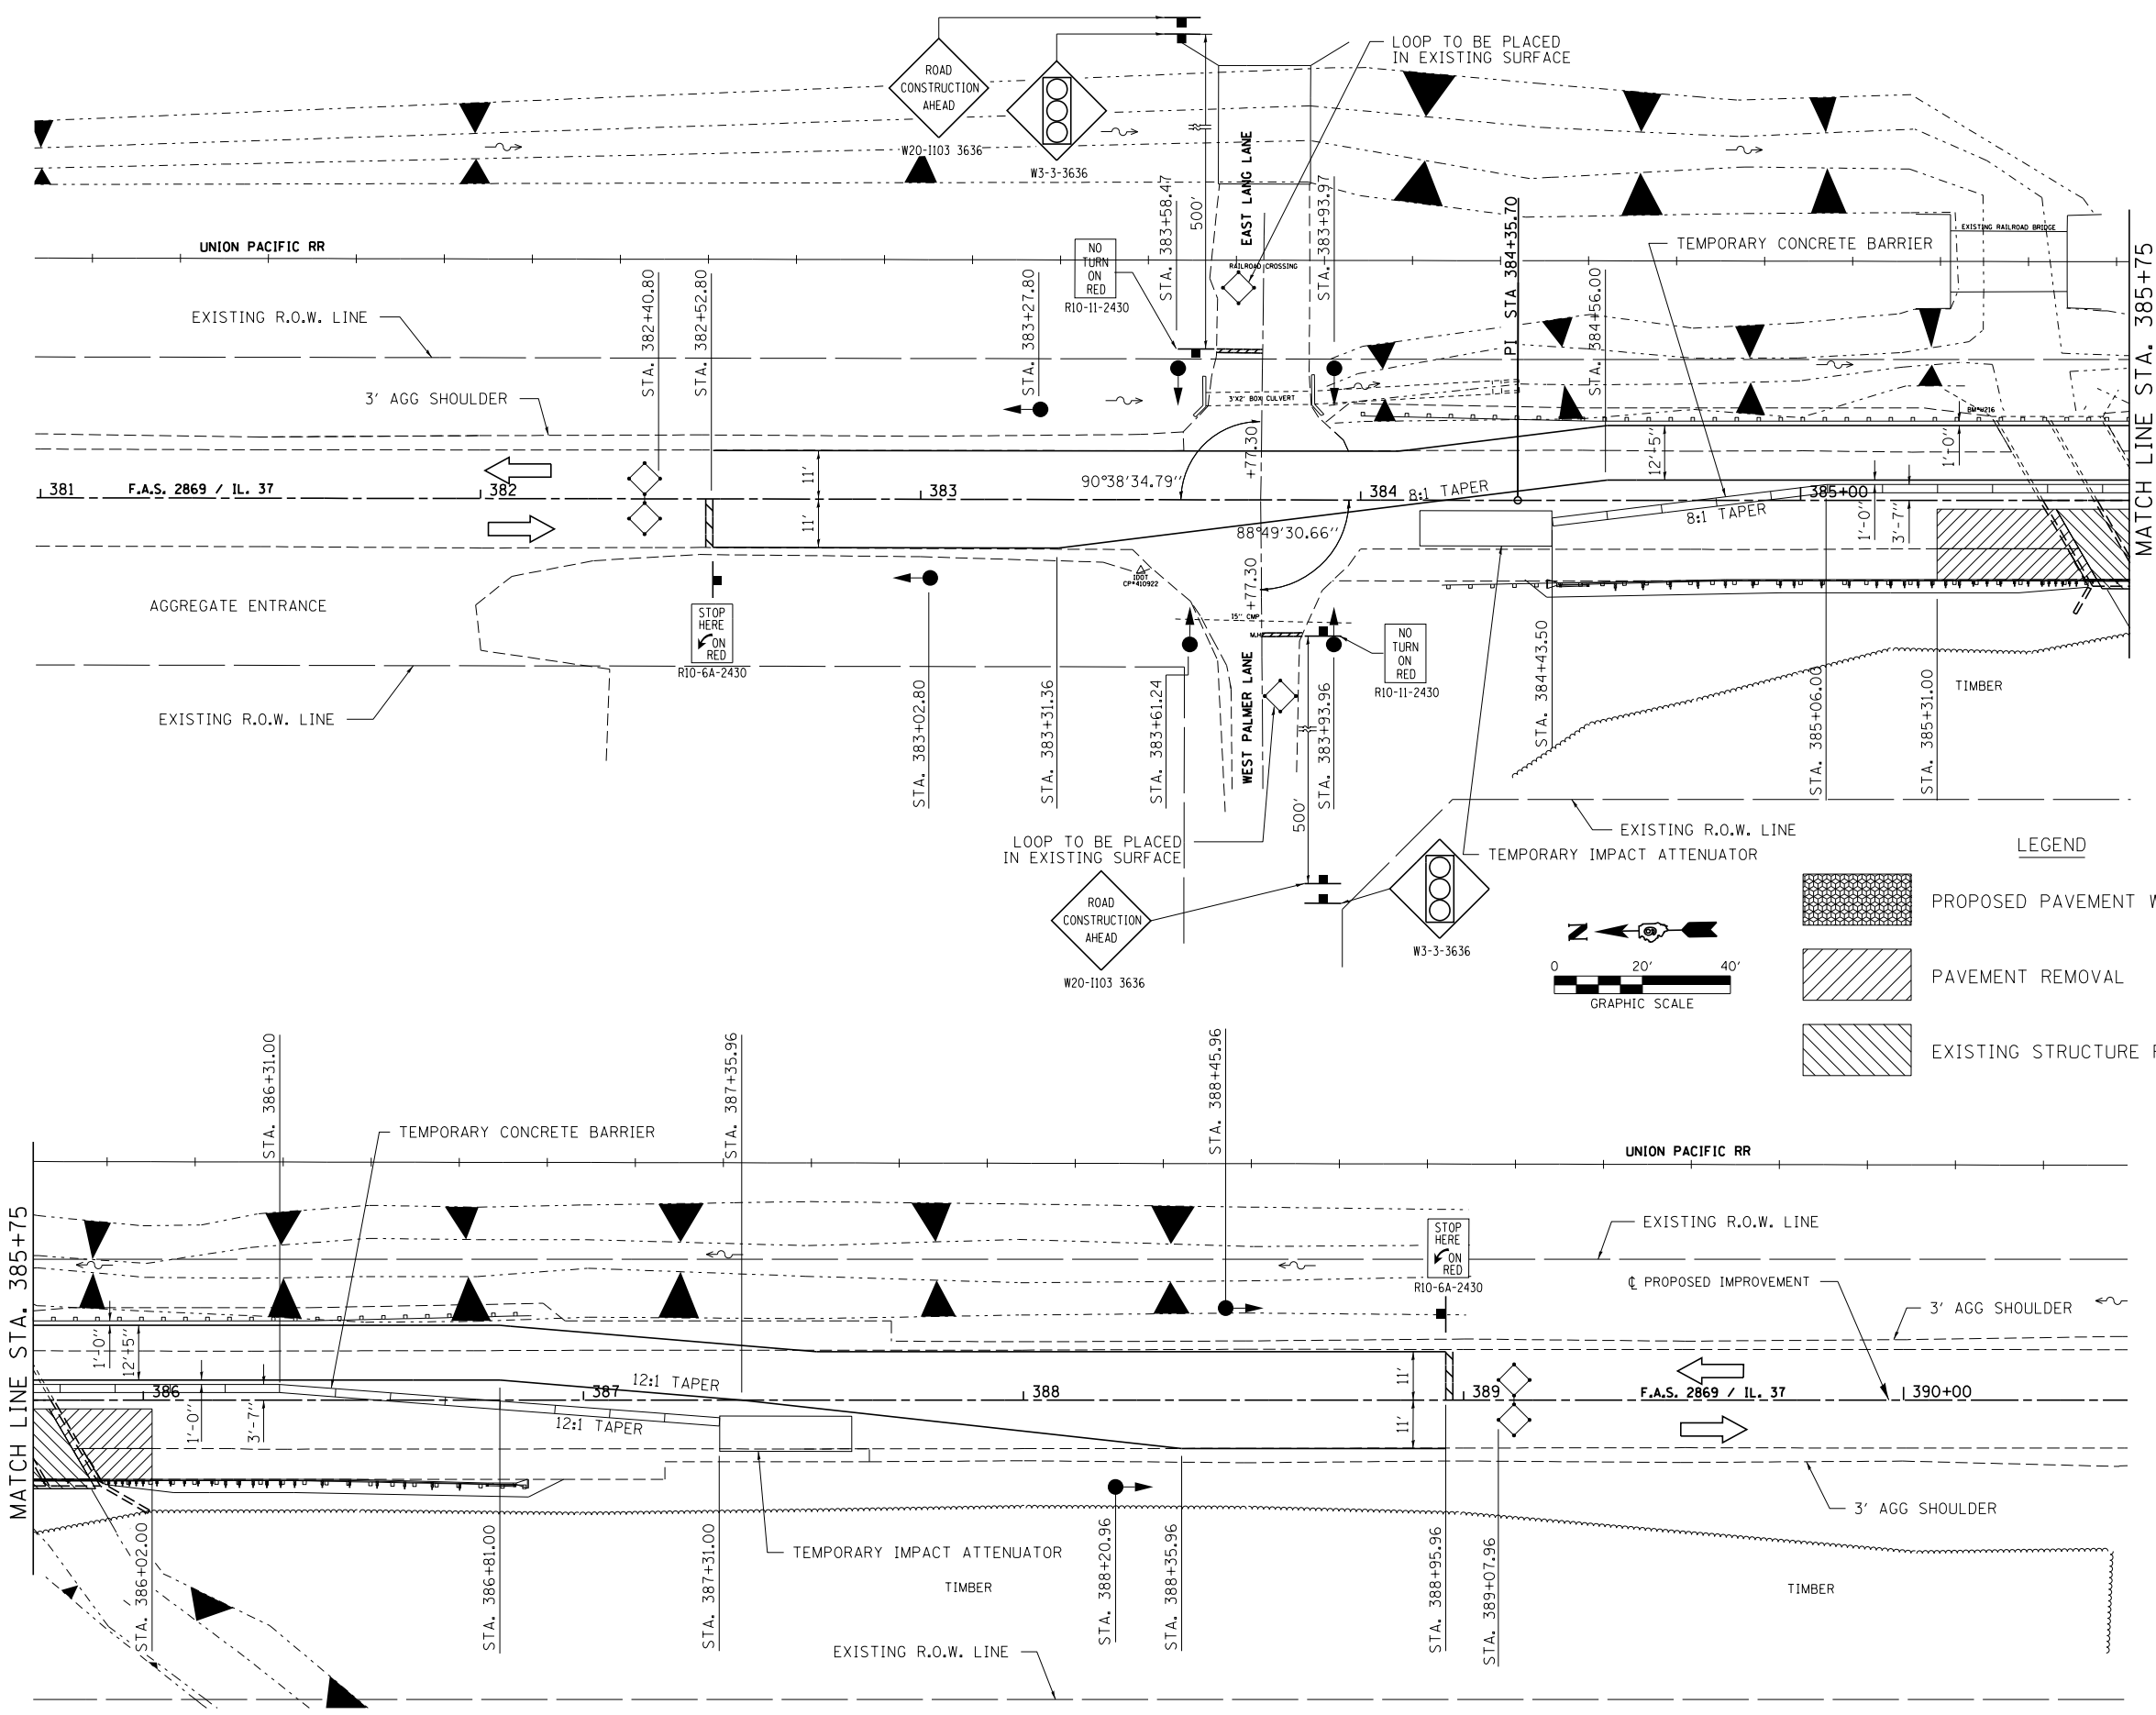 ROAD
CONSTRUCTION
AHEAD
W20-I103 3636
W3-3-3636
LOOP TO BE PLACED
IN EXISTING SURFACE
500'
EAST LANG LANE
STA. 383+58.47
STA. 383+93.97
PI STA 384+35.70
UNION PACIFIC RR
NO
TURN
ON
RED
R10-11-2430
RAILROAD CROSSING
TEMPORARY CONCRETE BARRIER
EXISTING RAILROAD BRIDGE
MATCH LINE STA. 385+75
STA. 382+40.80
STA. 382+52.80
STA. 383+27.80
STA. 384+56.00
EXISTING R.O.W. LINE
3' AGG SHOULDER
3'X2' BOX CULVERT
+77.30
90°38'34.79''
12'-5''
1'-0''
11'
11'
381
F.A.S. 2869 / IL. 37
382
383
384
8:1 TAPER
385+00
8:1 TAPER
1'-0''
3'-7''
88°49'30.66''
+77.30
IDOT
CP#410922
15'' CMP
AGGREGATE ENTRANCE
STOP
HERE
ON
RED
R10-6A-2430
NO
TURN
ON
RED
R10-11-2430
EXISTING R.O.W. LINE
WEST PALMER LANE
STA. 383+02.80
STA. 383+31.36
STA. 383+61.24
STA. 383+93.96
500'
STA. 384+43.50
STA. 385+06.00
STA. 385+31.00
TIMBER
EXISTING R.O.W. LINE
TEMPORARY IMPACT ATTENUATOR
LOOP TO BE PLACED
IN EXISTING SURFACE
ROAD
CONSTRUCTION
AHEAD
W20-I103 3636
W3-3-3636
N
0 20' 40'
GRAPHIC SCALE
LEGEND
PROPOSED PAVEMENT
PAVEMENT REMOVAL
EXISTING STRUCTURE
STA. 386+31.00
STA. 387+35.96
STA. 388+45.96
TEMPORARY CONCRETE BARRIER
UNION PACIFIC RR
MATCH LINE STA. 385+75
STOP
HERE
ON
RED
R10-6A-2430
EXISTING R.O.W. LINE
℄ PROPOSED IMPROVEMENT
3' AGG SHOULDER
1'-0''
12'-5''
386
12:1 TAPER
387
388
11'
11'
389
F.A.S. 2869 / IL. 37
390+00
1'-0''
3'-7''
12:1 TAPER
3' AGG SHOULDER
STA. 386+02.00
STA. 386+81.00
STA. 387+31.00
TEMPORARY IMPACT ATTENUATOR
TIMBER
STA. 388+20.96
STA. 388+35.96
STA. 388+95.96
STA. 389+07.96
TIMBER
EXISTING R.O.W. LINE